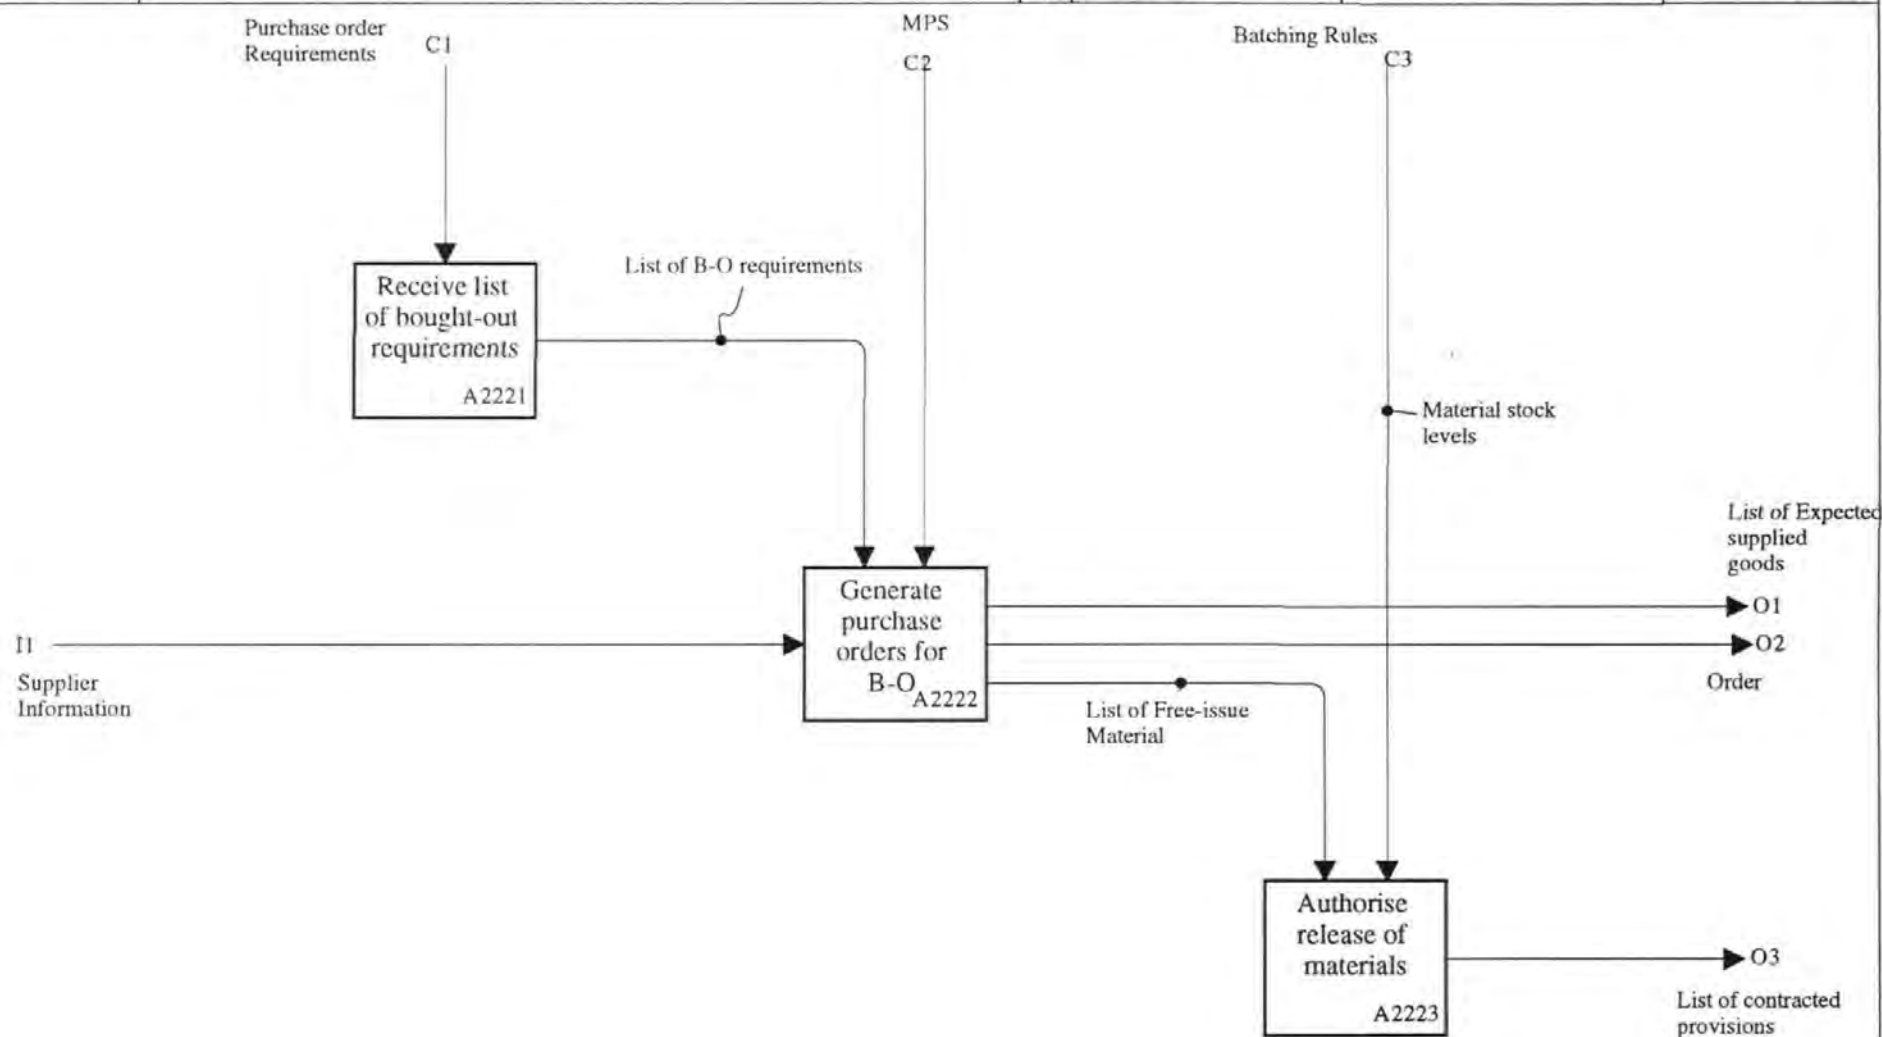 Purchase order
Requirements
C1
MPS
C2
Batching Rules
C3
Receive list
of bought-out
requirements
A2221
List of B-O requirements
Material stock
levels
List of Expected
supplied
goods
O1
O2
Order
I1
Supplier
Information
Generate
purchase
orders for
B-O
A2222
List of Free-issue
Material
Authorise
release of
materials
A2223
O3
List of contracted
provisions